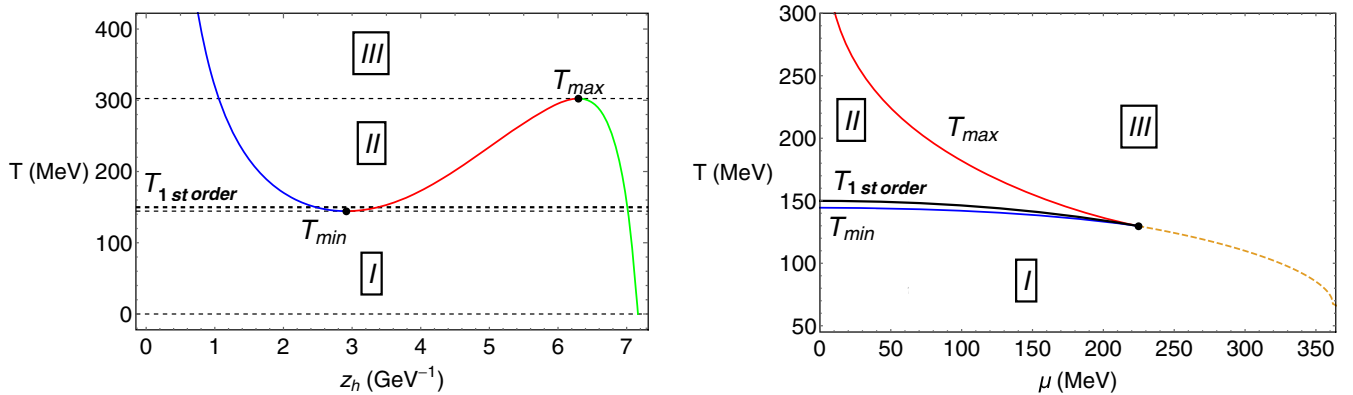 400
300
200
100
0
T (MeV)
III
T_max
II
T_1 st order
T_min
I
0 1 2 3 4 5 6 7
z_h (GeV⁻¹)
300
250
200
150
100
50
T (MeV)
II
III
T_max
T_1 st order
T_min
I
0 50 100 150 200 250 300 350
μ (MeV)